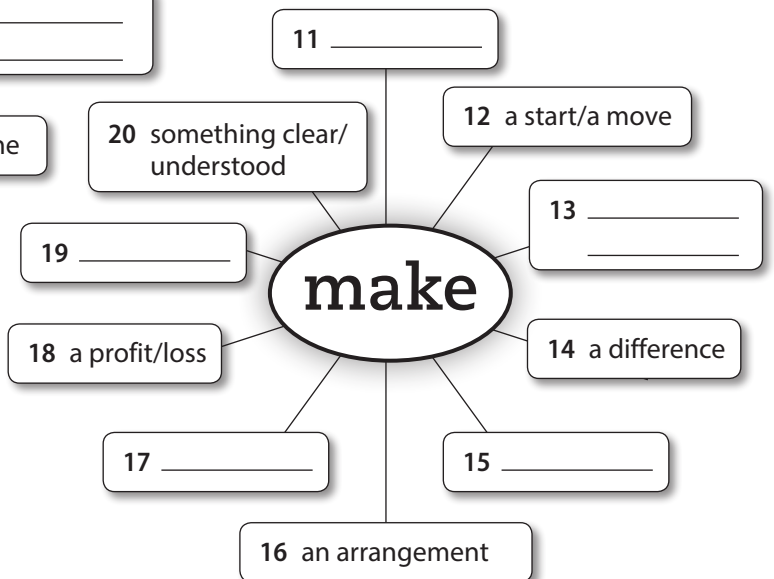 11
12 a start/a move
ne
20 something clear/
understood
13
19
make
18 a profit/loss
14 a difference
17
15
16 an arrangement